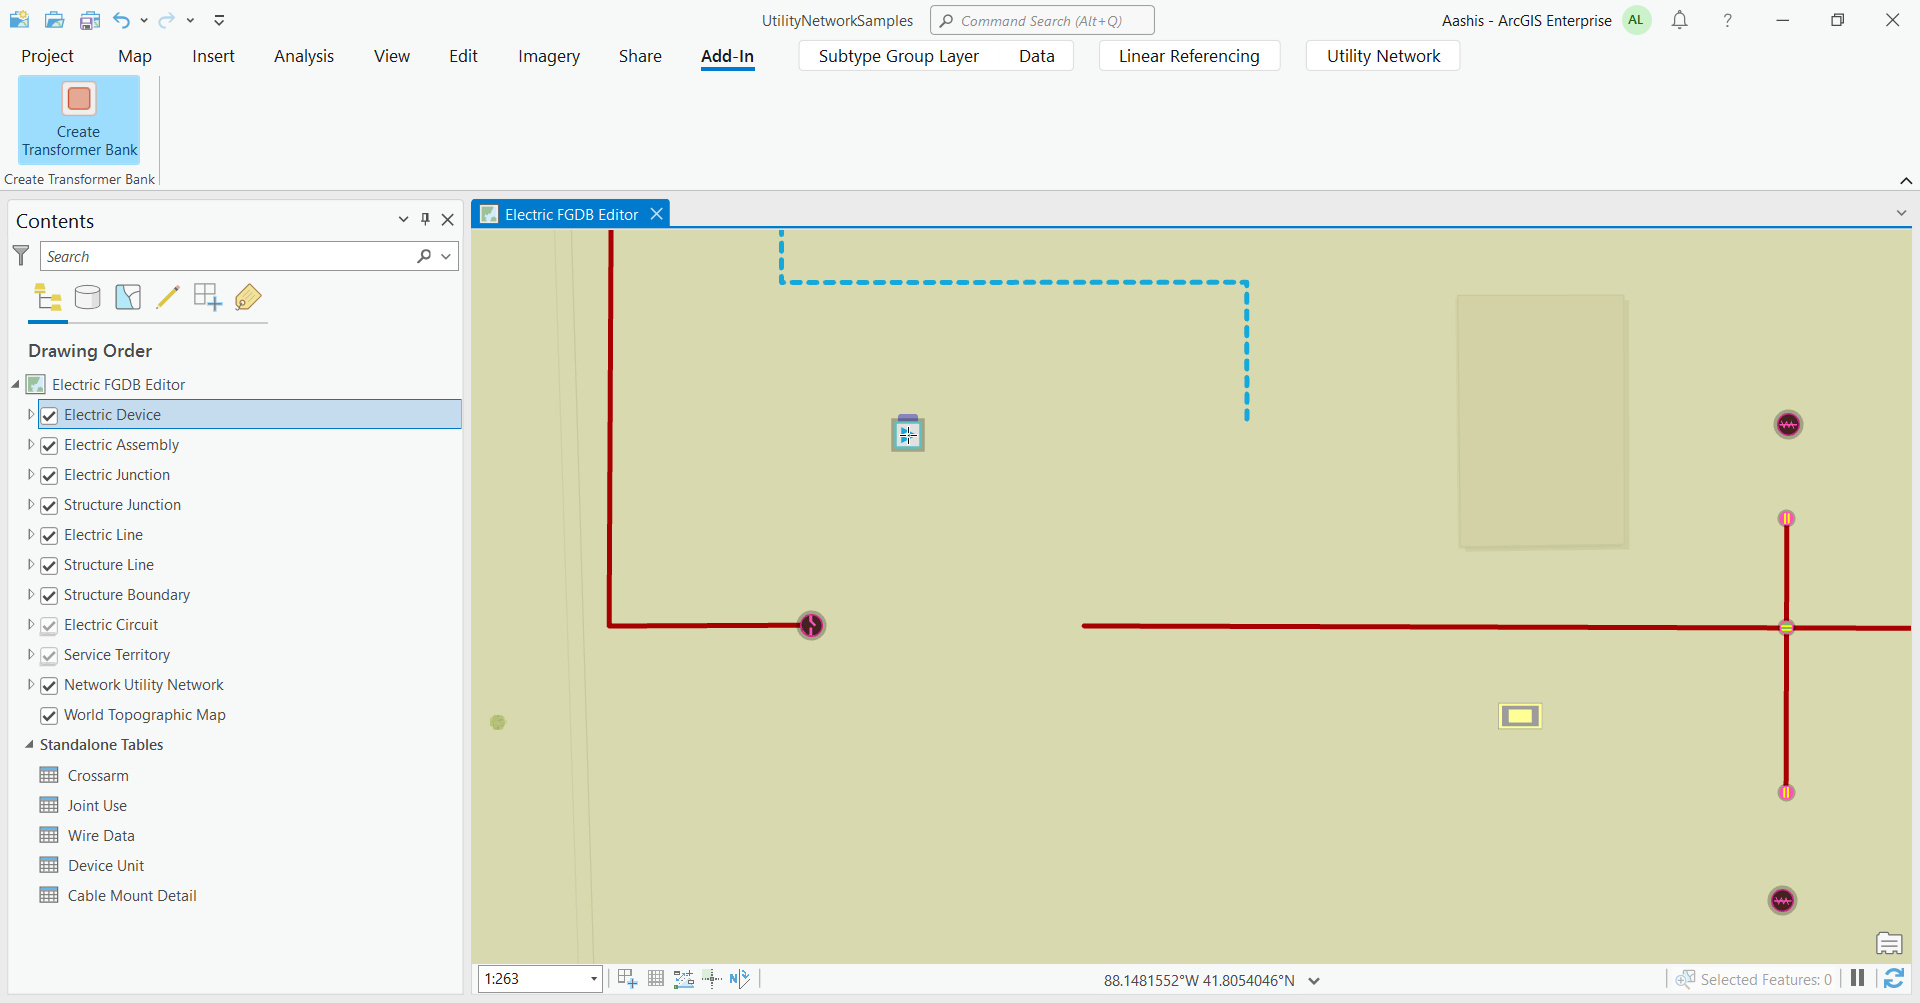 UtilityNetworkSamples
Command Search (Alt+Q)
Aashis - ArcGIS Enterprise
AL
?
Project
Map
Insert
Analysis
View
Edit
Imagery
Share
Add-In
Subtype Group Layer
Data
Linear Referencing
Utility Network
Create
Transformer Bank
Create Transformer Bank
Contents
Search
Drawing Order
Electric FGDB Editor
Electric Device
Electric Assembly
Electric Junction
Structure Junction
Electric Line
Structure Line
Structure Boundary
Electric Circuit
Service Territory
Network Utility Network
World Topographic Map
Standalone Tables
Crossarm
Joint Use
Wire Data
Device Unit
Cable Mount Detail
Electric FGDB Editor
1:263
N
88.1481552°W 41.8054046°N
Selected Features: 0